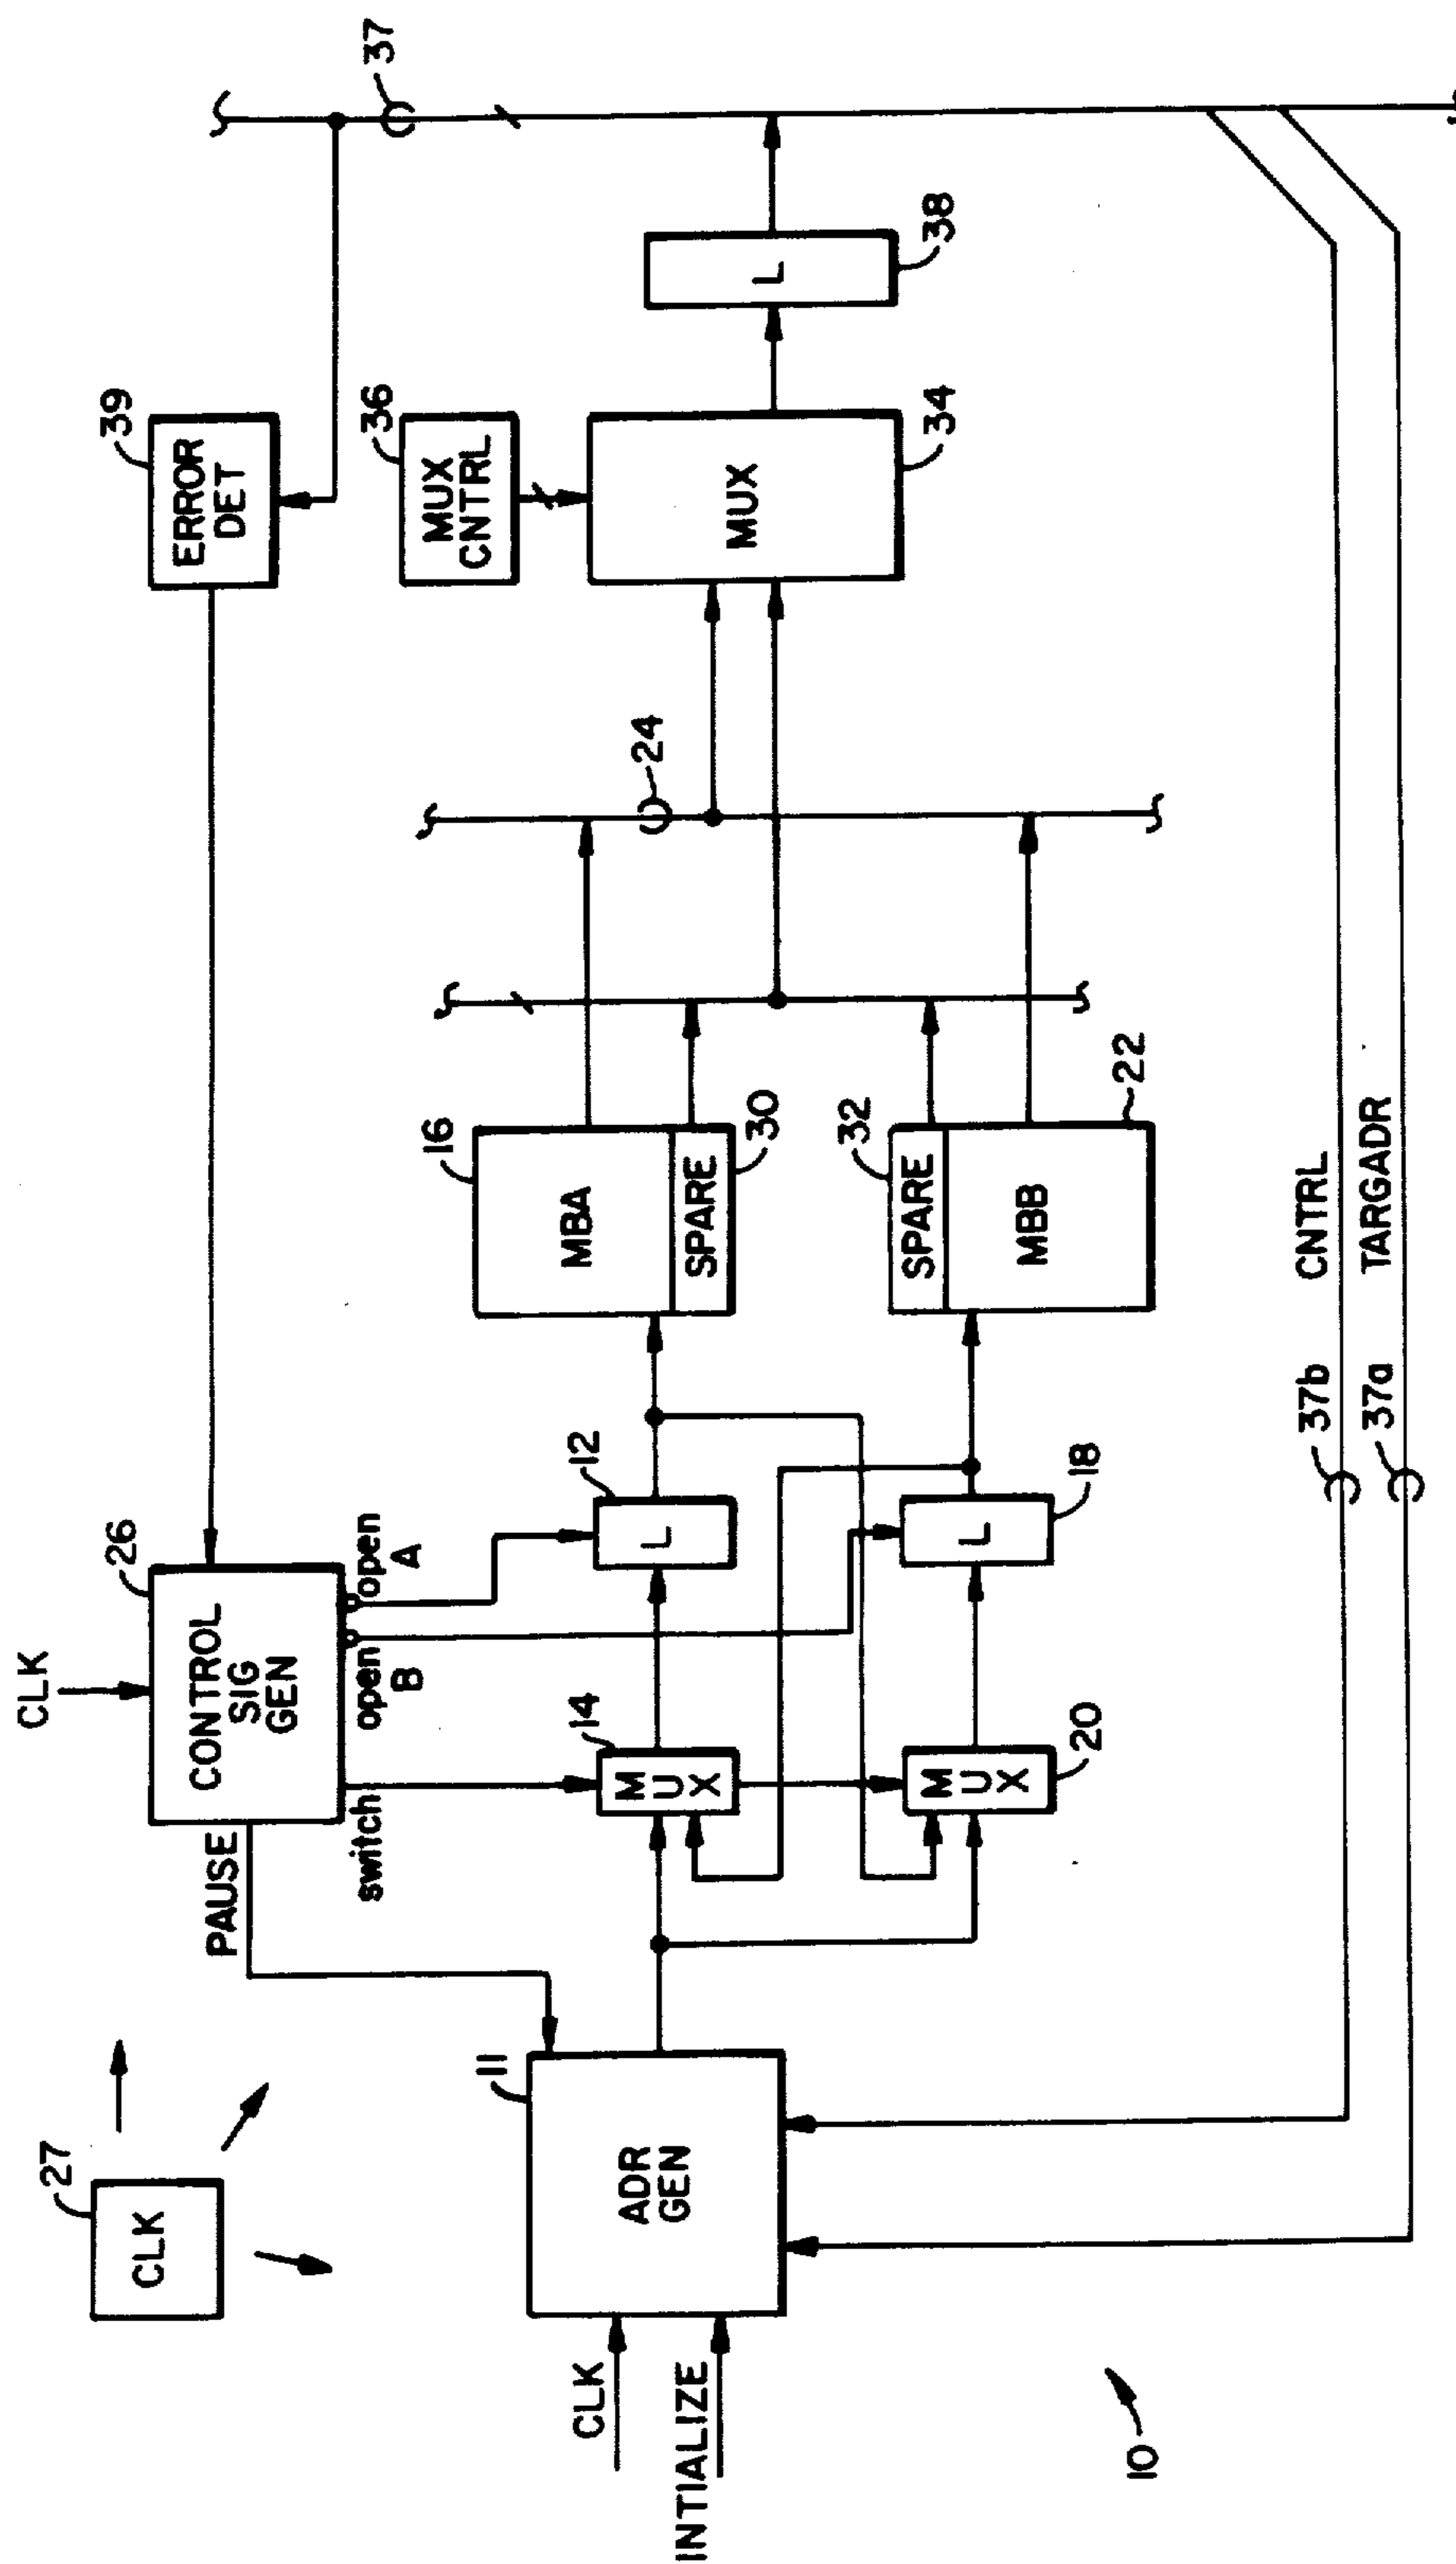 27
CLK
CLK
INTIALIZE
11
ADR
GEN
PAUSE
CLK
26
CONTROL
SIG
GEN
switch
open
B
open
A
14
M
U
X
12
L
20
M
U
X
18
L
16
MBA
SPARE
30
32
SPARE
MBB
22
24
39
ERROR
DET
36
MUX
CNTRL
MUX
34
L
38
37
37b
CNTRL
37a
TARGADR
10